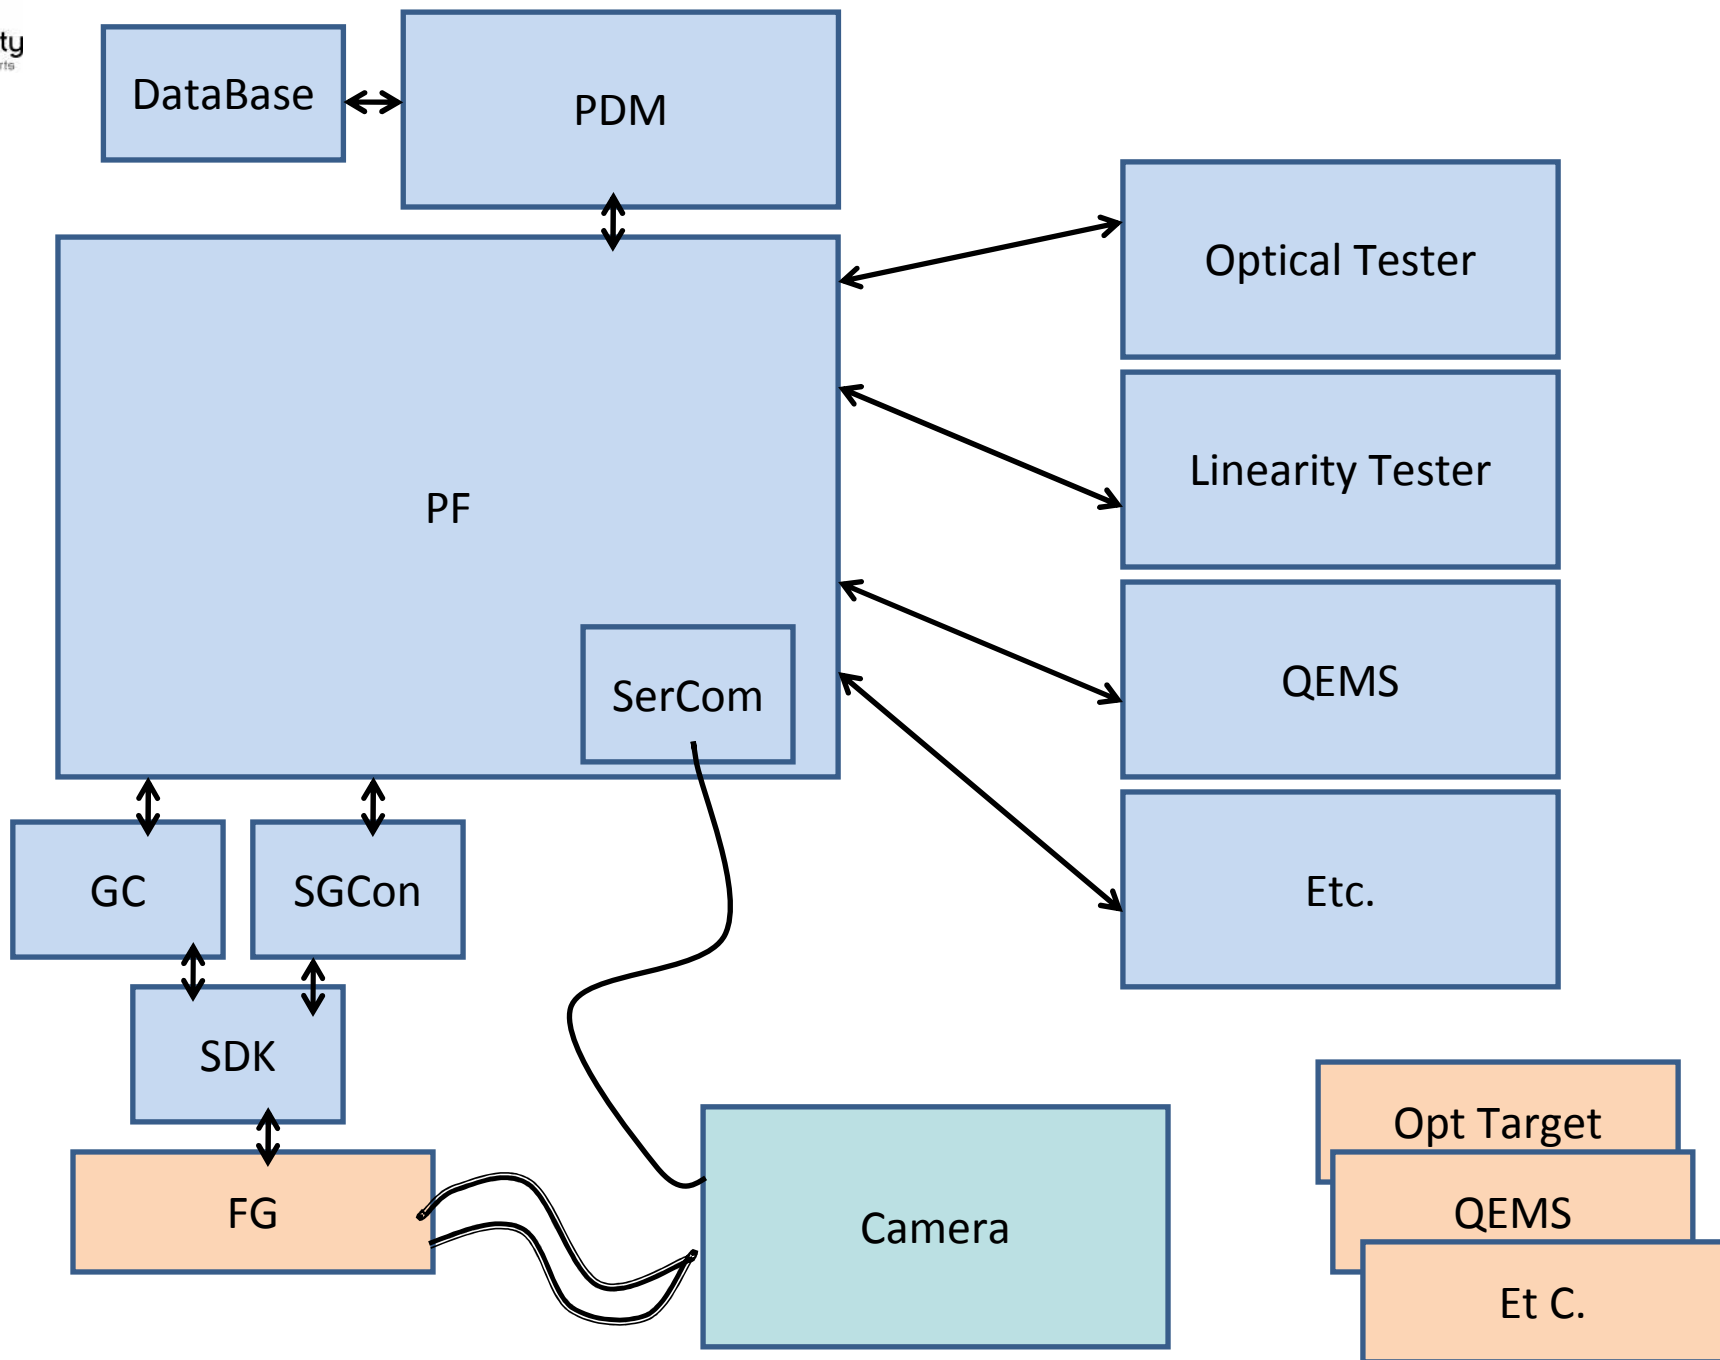 ty
DataBase
PDM
Optical Tester
Linearity Tester
PF
SerCom
QEMS
GC
SGCon
Etc.
SDK
Opt Target
FG
Camera
QEMS
Et C.